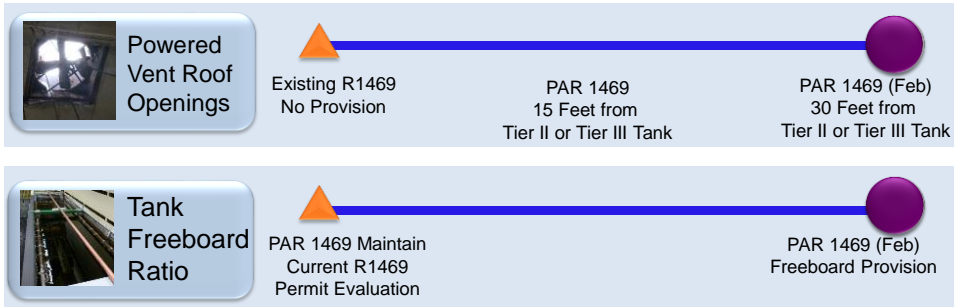 Powered
Vent Roof
Openings
Existing R1469
No Provision
PAR 1469
15 Feet from
Tier II or Tier III Tank
PAR 1469 (Feb)
30 Feet from
Tier II or Tier III Tank
Tank
Freeboard
Ratio
PAR 1469 Maintain
Current R1469
Permit Evaluation
PAR 1469 (Feb)
Freeboard Provision